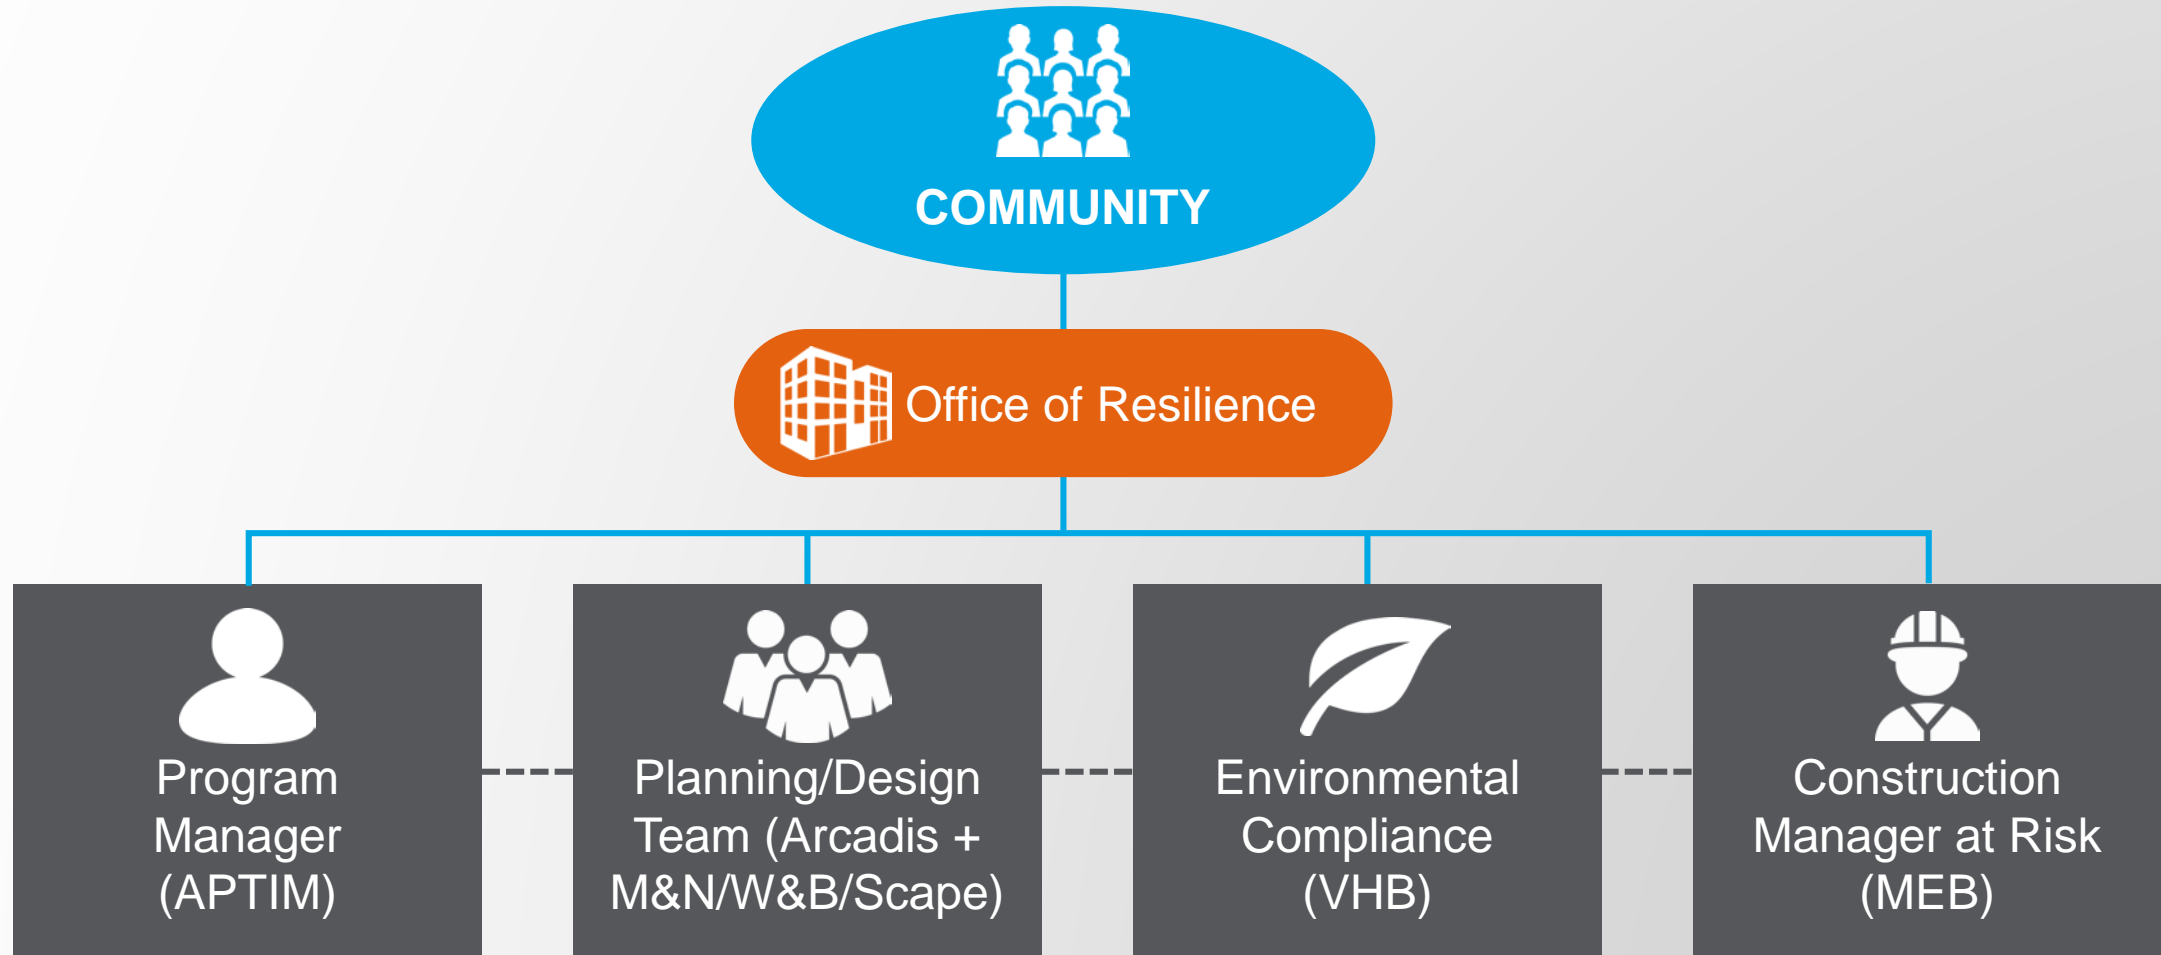 COMMUNITY
Office of Resilience
Program
Manager
(APTIM)
Planning/Design
Team (Arcadis +
M&N/W&B/Scape)
Environmental
Compliance
(VHB)
Construction
Manager at Risk
(MEB)